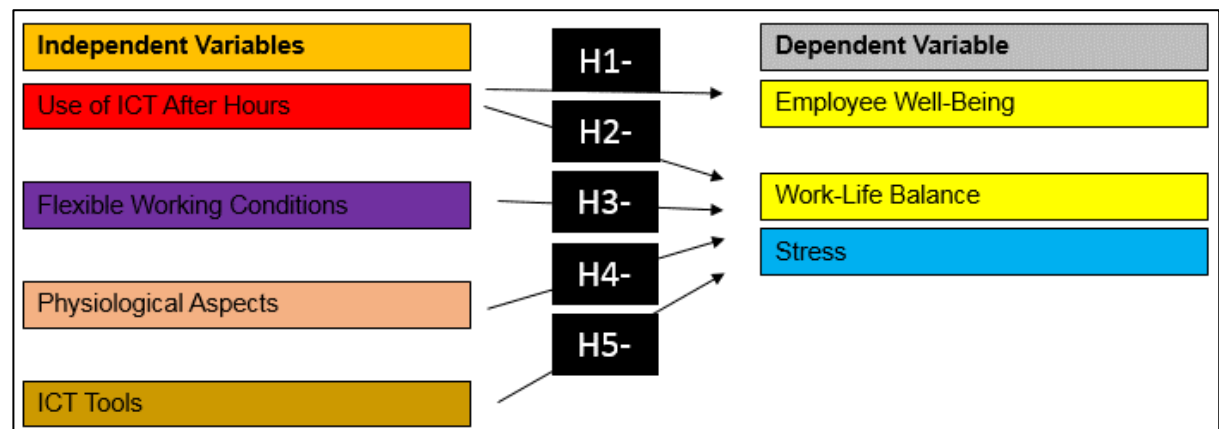 Independent Variables
H1-
Dependent Variable
Use of ICT After Hours
Employee Well-Being
H2-
Flexible Working Conditions
H3-
Work-Life Balance
H4-
Stress
Physiological Aspects
H5-
ICT Tools